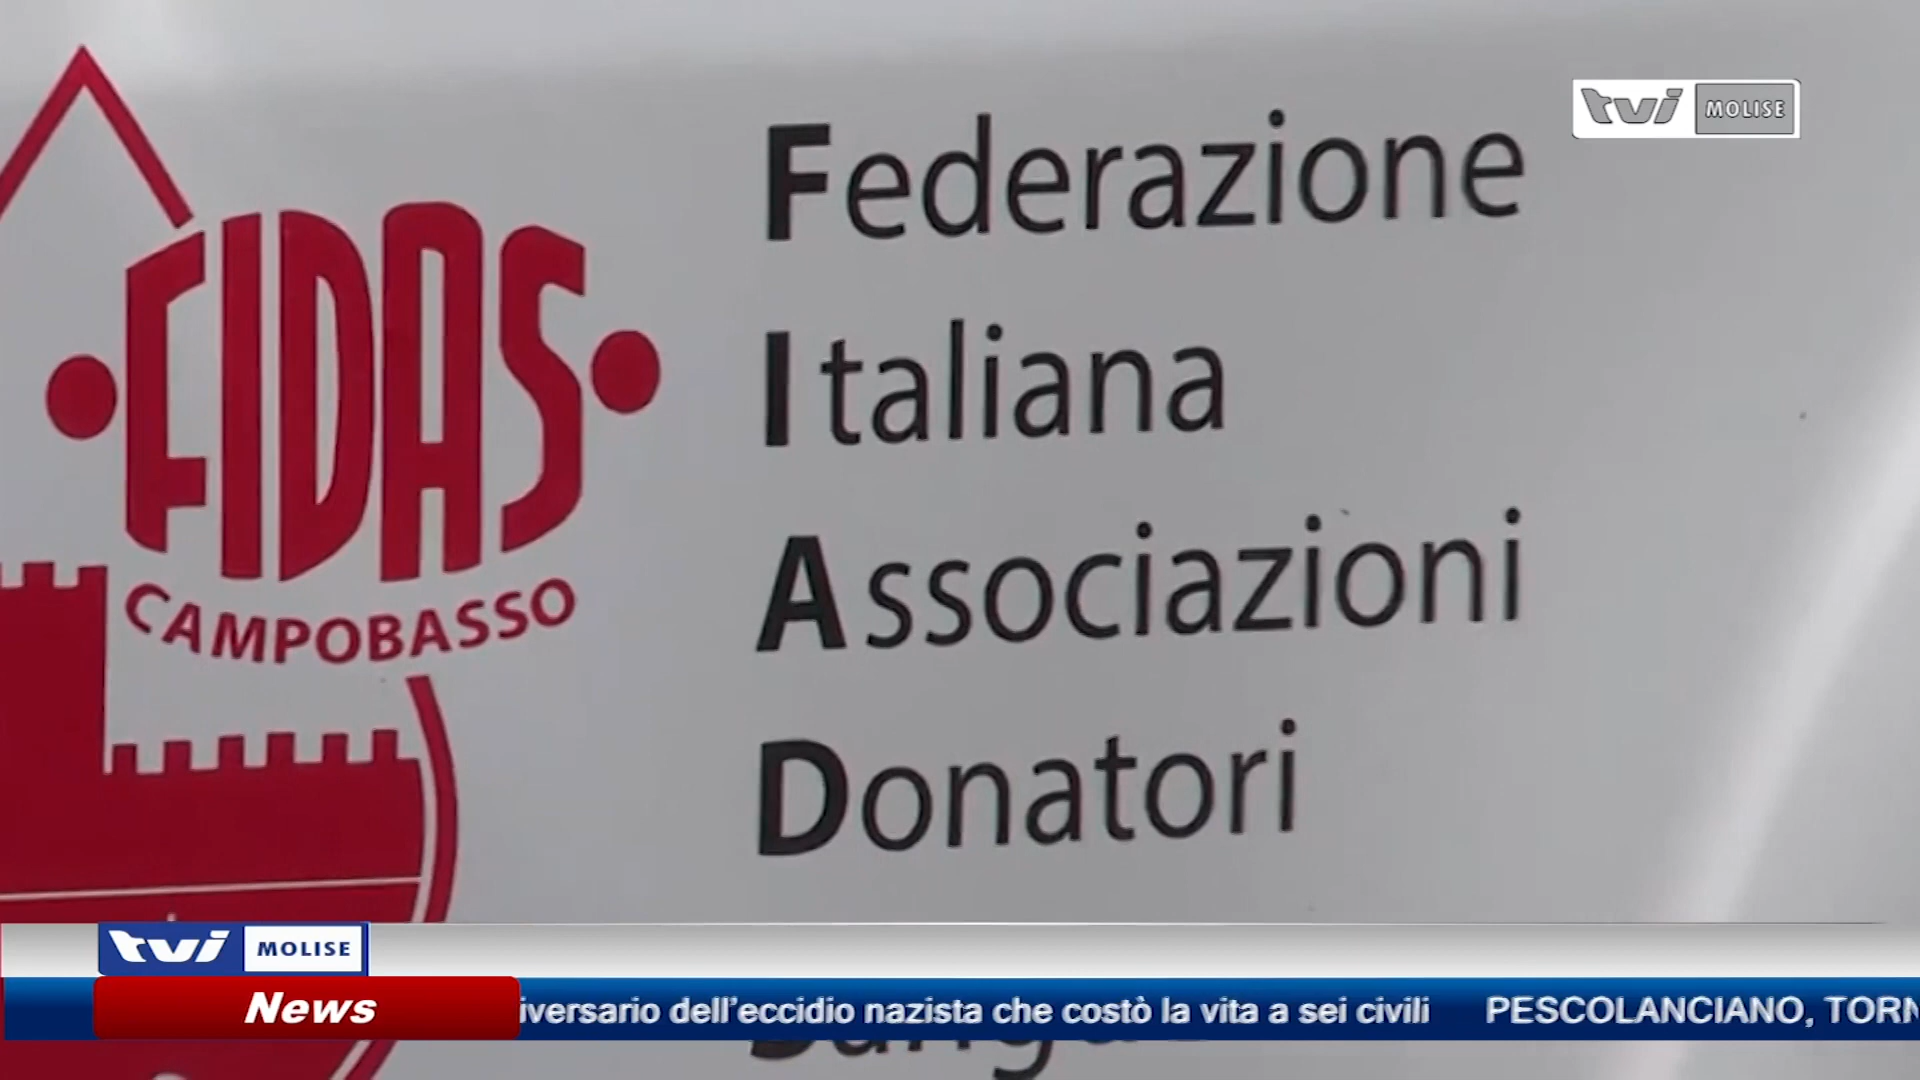 tvi MOLISE
FIDAS
CAMPOBASSO
Federazione
Italiana
Associazioni
Donatori
tvi MOLISE
News
iversario dell'eccidio nazista che costò la vita a sei civili PESCOLANCIANO, TORN